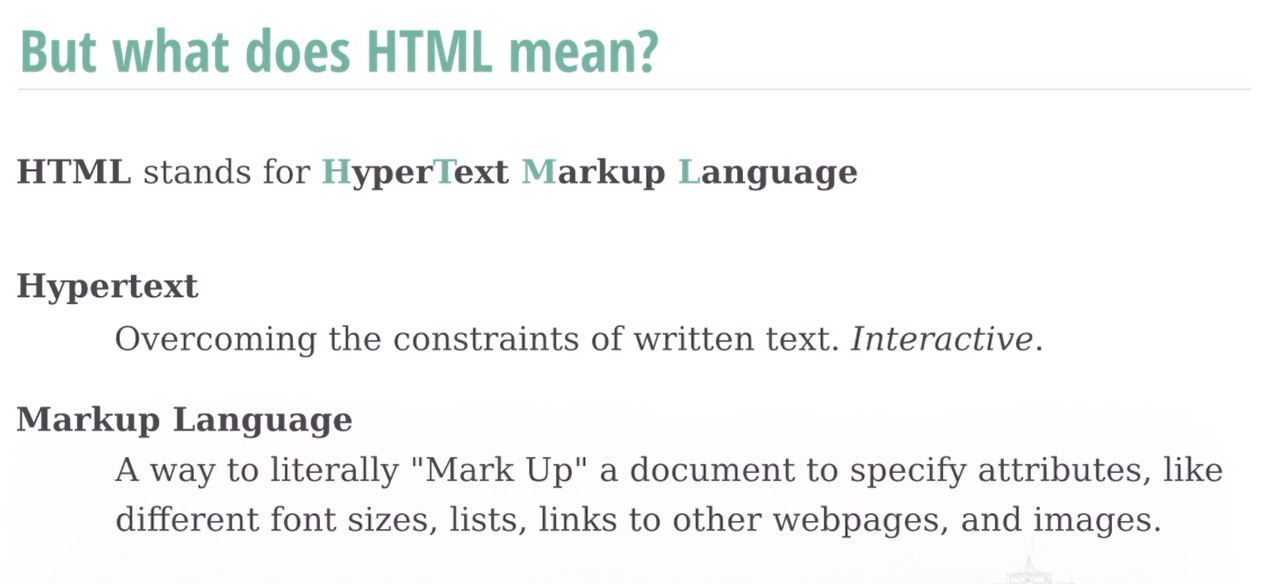 But what does HTML mean?
HTML stands for HyperText Markup Language
Hypertext
Overcoming the constraints of written text. Interactive.
Markup Language
A way to literally "Mark Up" a document to specify attributes, like
different font sizes, lists, links to other webpages, and images.